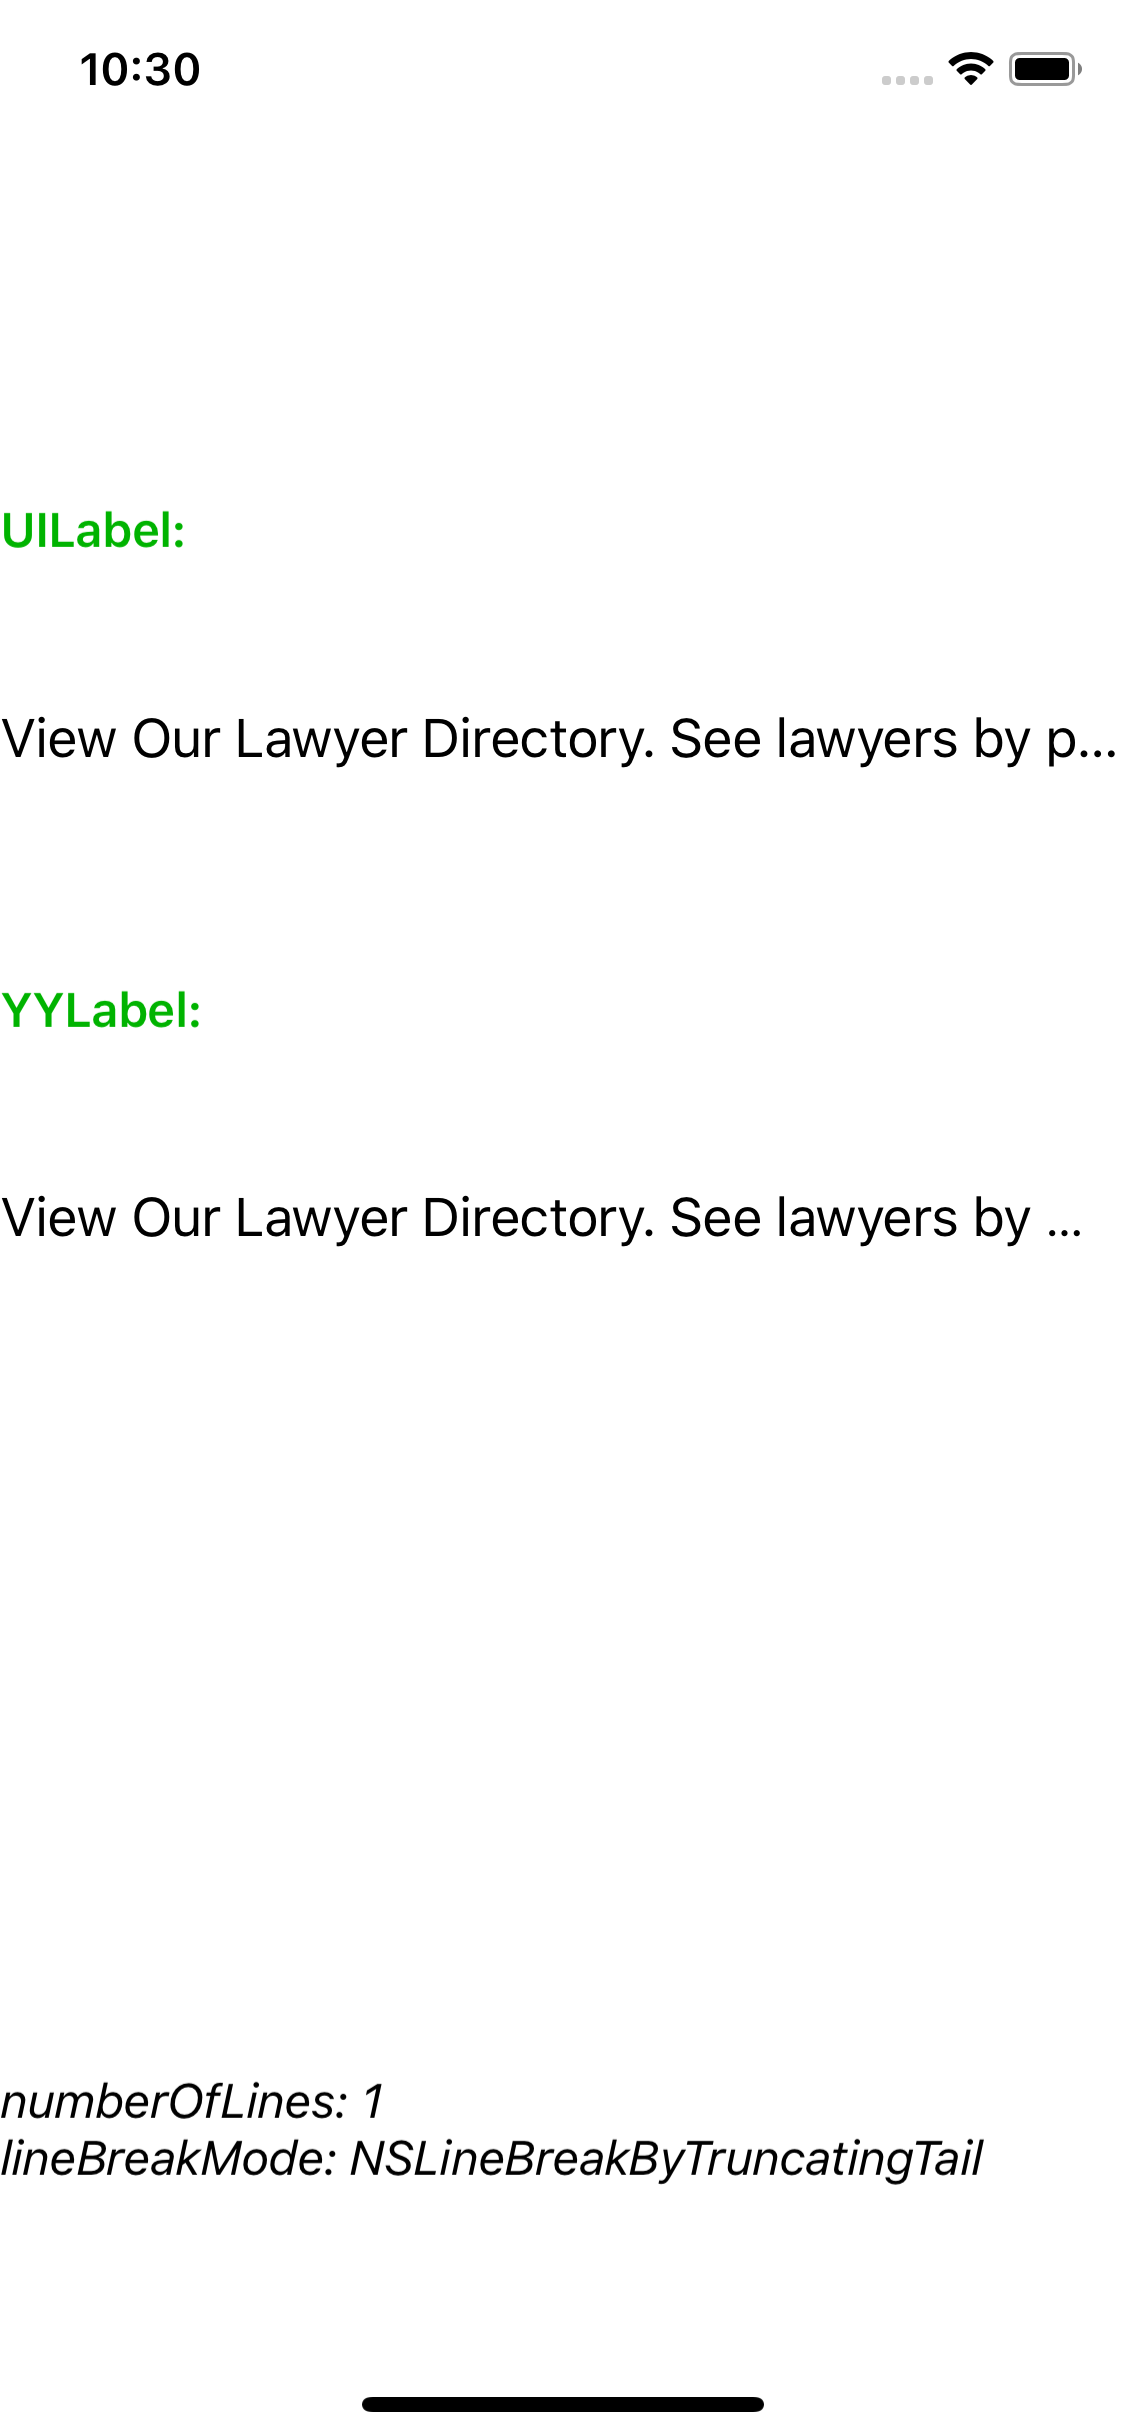 10:30
UILabel:
View Our Lawyer Directory. See lawyers by p...
YYLabel:
View Our Lawyer Directory. See lawyers by ...
numberOfLines: 1
lineBreakMode: NSLineBreakByTruncatingTail